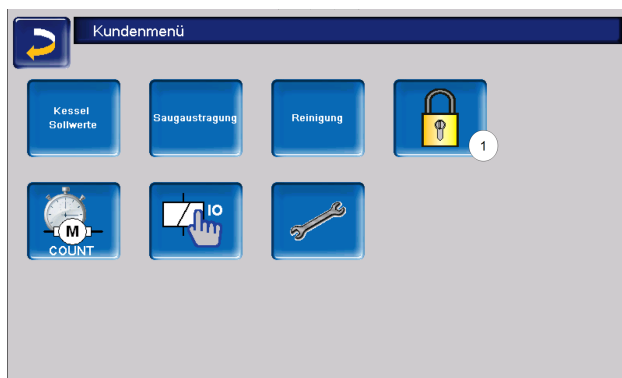 Kundenmenü
Kessel
Sollwerte
Saugaustragung
Reinigung
1
M
COUNT
IO